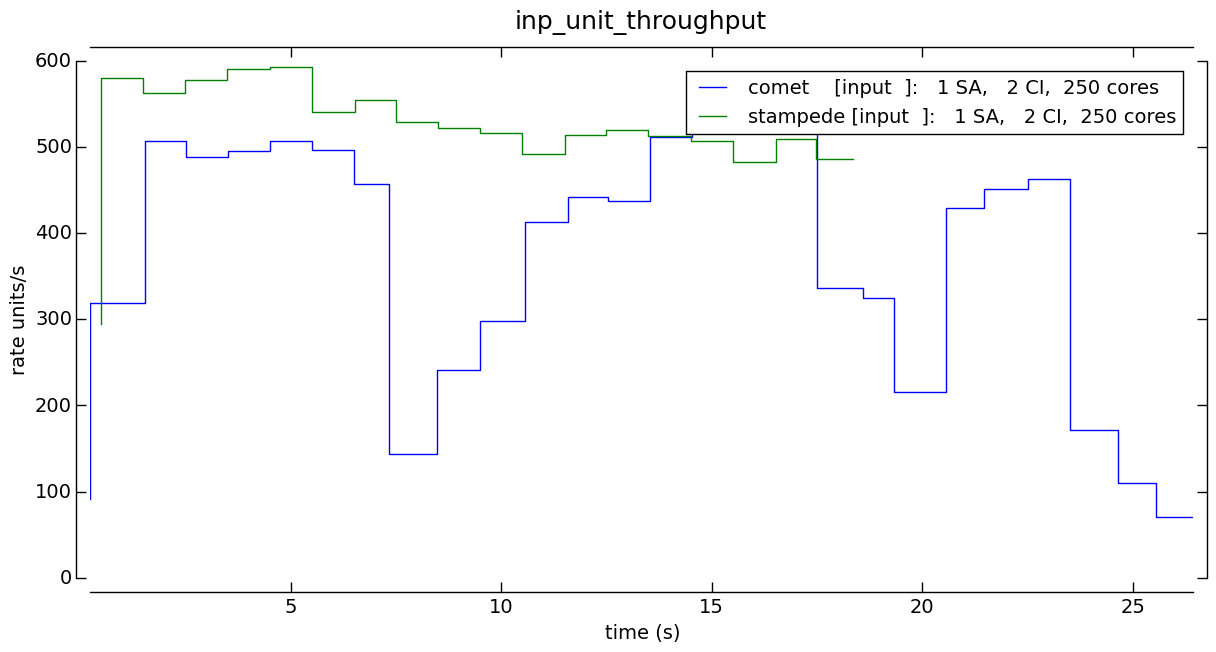 inp_unit_throughput
600
500
400
300
200
100
0
rate units/s
comet    [input  ]:   1 SA,   2 CI,  250 cores
stampede [input  ]:   1 SA,   2 CI,  250 cores
5 10 15 20 25
time (s)